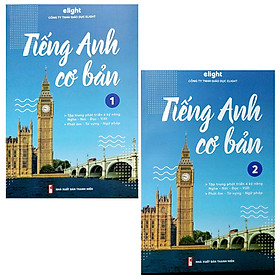 elight
CÔNG TY TNHH GIÁO DỤC ELIGHT
Tiếng Anh
cơ bản
1
• Tập trung phát triển 4 kỹ năng
Nghe - Nói - Đọc - Viết
• Phát âm - Từ vựng - Ngữ pháp
NHÀ XUẤT BẢN THANH NIÊN
elight
CÔNG TY TNHH GIÁO DỤC ELIGHT
Tiếng Anh
cơ bản
2
• Tập trung phát triển 4 kỹ năng
Nghe - Nói - Đọc - Viết
• Phát âm - Từ vựng - Ngữ pháp
NHÀ XUẤT BẢN THANH NIÊN